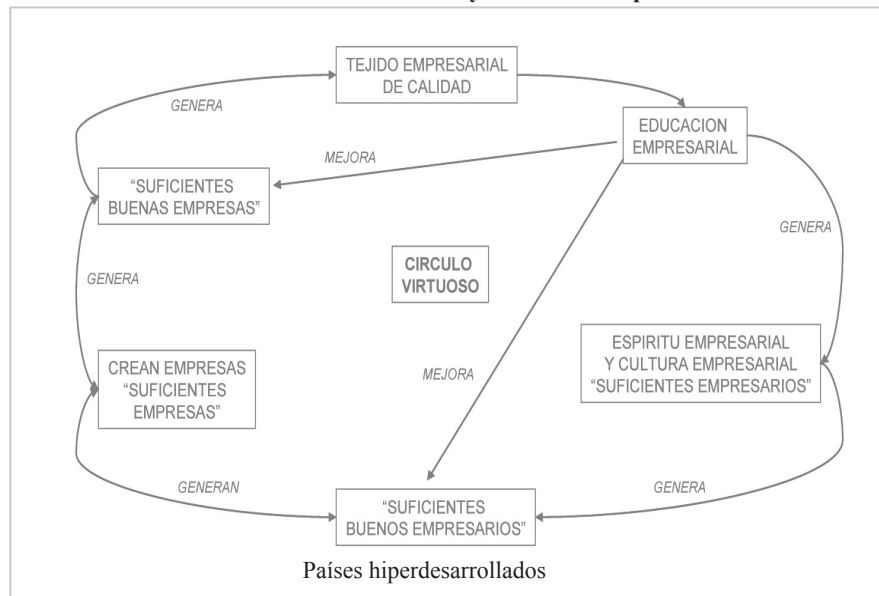 TEJIDO EMPRESARIAL
DE CALIDAD
GENERA
EDUCACION
EMPRESARIAL
MEJORA
"SUFICIENTES
BUENAS EMPRESAS"
GENERA
CIRCULO
VIRTUOSO
GENERA
ESPIRITU EMPRESARIAL
Y CULTURA EMPRESARIAL
"SUFICIENTES EMPRESARIOS"
CREAN EMPRESAS
"SUFICIENTES
EMPRESAS"
MEJORA
GENERAN
GENERA
"SUFICIENTES
BUENOS EMPRESARIOS"
Países hiperdesarrollados